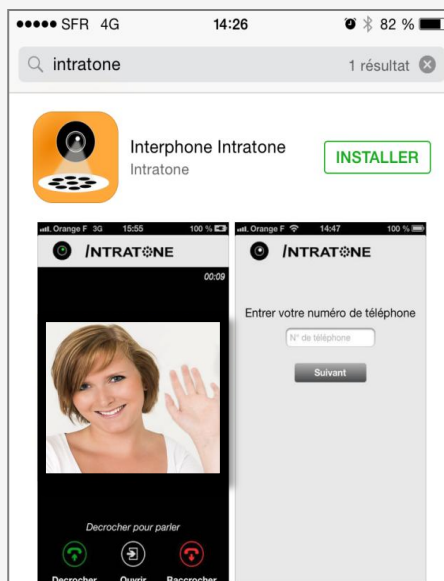 SFR 4G 14:26 82 %
intratone 1 résultat
Interphone Intratone
Intratone
INSTALLER
Orange F 3G 15:55 100 %
INTRATONE
00:09
Decrocher pour parler
Decrocher Ouvrir Raccrocher
Orange F 14:47 100 %
INTRATONE
Entrer votre numéro de téléphone
N° de téléphone
Suivant